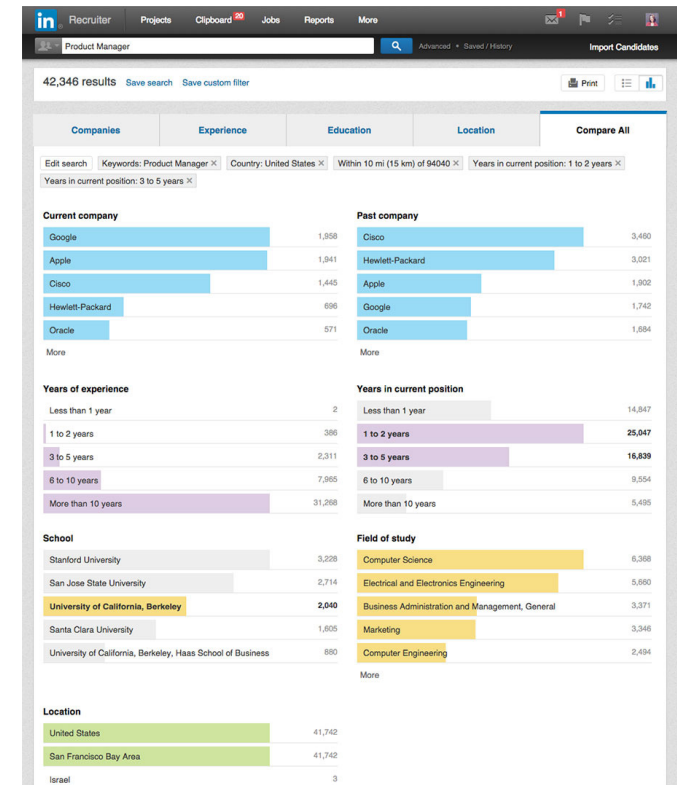 in Recruiter Projects Clipboard 20 Jobs Reports More 1
Product Manager Advanced • Saved / History Import Candidates
42,346 results Save search Save custom filter Print
Companies Experience Education Location Compare All
Edit search Keywords: Product Manager × Country: United States × Within 10 mi (15 km) of 94040 × Years in current position: 1 to 2 years ×
Years in current position: 3 to 5 years ×
Current company
Google 1,958
Apple 1,941
Cisco 1,445
Hewlett-Packard 696
Oracle 571
More
Past company
Cisco 3,460
Hewlett-Packard 3,021
Apple 1,902
Google 1,742
Oracle 1,684
More
Years of experience
Less than 1 year 2
1 to 2 years 386
3 to 5 years 2,311
6 to 10 years 7,965
More than 10 years 31,268
Years in current position
Less than 1 year 14,847
1 to 2 years 25,047
3 to 5 years 16,839
6 to 10 years 9,554
More than 10 years 5,495
School
Stanford University 3,228
San Jose State University 2,714
University of California, Berkeley 2,040
Santa Clara University 1,605
University of California, Berkeley, Haas School of Business 880
Field of study
Computer Science 6,368
Electrical and Electronics Engineering 5,660
Business Administration and Management, General 3,371
Marketing 3,346
Computer Engineering 2,494
More
Location
United States 41,742
San Francisco Bay Area 41,742
Israel 3